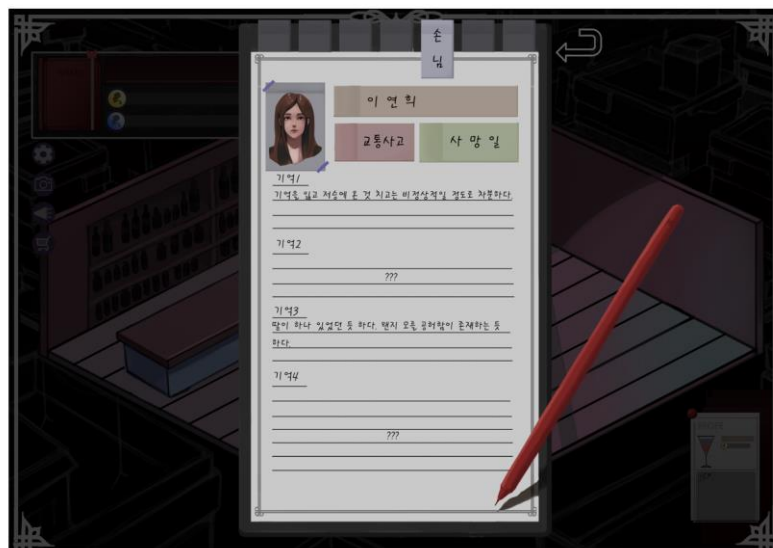 손
님
이연희
교통사고
사망일
기억1
기억을 잃고 저승에 온 것 치고는 비정상적일 정도로 차분하다.
기억2
???
기억3
딸이 하나 있었던 듯 하다. 왠지 모를 공허함이 존재하는 듯
하다.
기억4
???